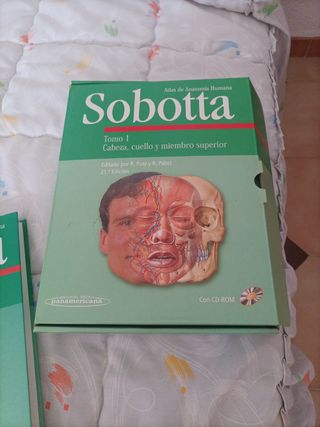 Atlas de Anatomía Humana
Sobotta
Tomo 1
Cabeza, cuello y miembro superior
Editado por R. Putz y R. Pabst
21.ª Edición
Con CD-ROM
panamericana
a